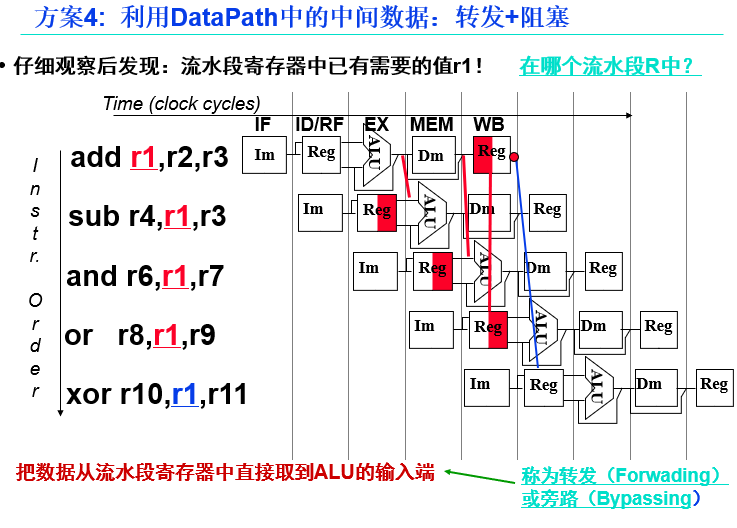 方案4: 利用DataPath中的中间数据：转发+阻塞
• 仔细观察后发现：流水段寄存器中已有需要的值r1！ 在哪个流水段R中？
Time (clock cycles)
IF ID/RF EX MEM WB
Instr. Order
add r1,r2,r3 Im Reg ALU Dm Reg
sub r4,r1,r3 Im Reg ALU Dm Reg
and r6,r1,r7 Im Reg ALU Dm Reg
or r8,r1,r9 Im Reg ALU Dm Reg
xor r10,r1,r11 Im Reg ALU Dm Reg
把数据从流水段寄存器中直接取到ALU的输入端
称为转发（Forwading）
或旁路（Bypassing）